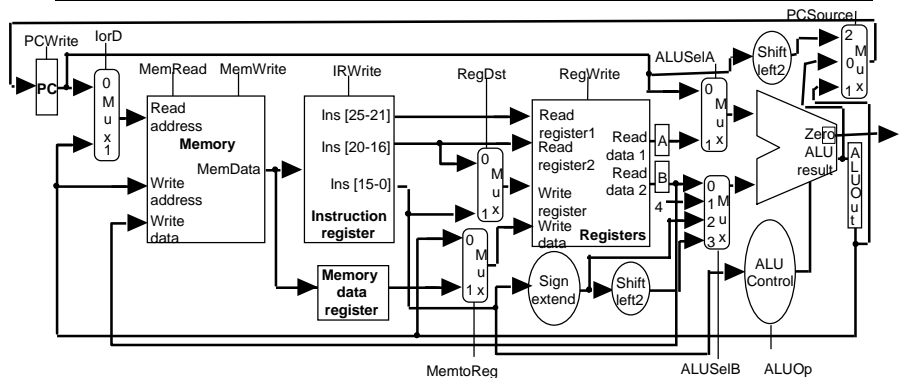 PCSource
PCWrite
IorD
MemRead
MemWrite
IRWrite
RegDst
RegWrite
ALUSelA
Shift
left2
2
0
1
M
u
x
PC
0
M
u
x
1
Read
address
Memory
MemData
Write
address
Write
data
Ins [25-21]
Ins [20-16]
Ins [15-0]
Instruction
register
Memory
data
register
0
M
u
x
1
0
M
u
x
1
Read
register1
Read
register2
Write
register
Write
data
Read
data 1
Read
data 2
Registers
A
B
4
0
M
u
x
1
0
1
2
3
M
u
x
Zero
ALU
result
ALUOut
Sign
extend
Shift
left2
ALU
Control
MemtoReg
ALUSelB
ALUOp